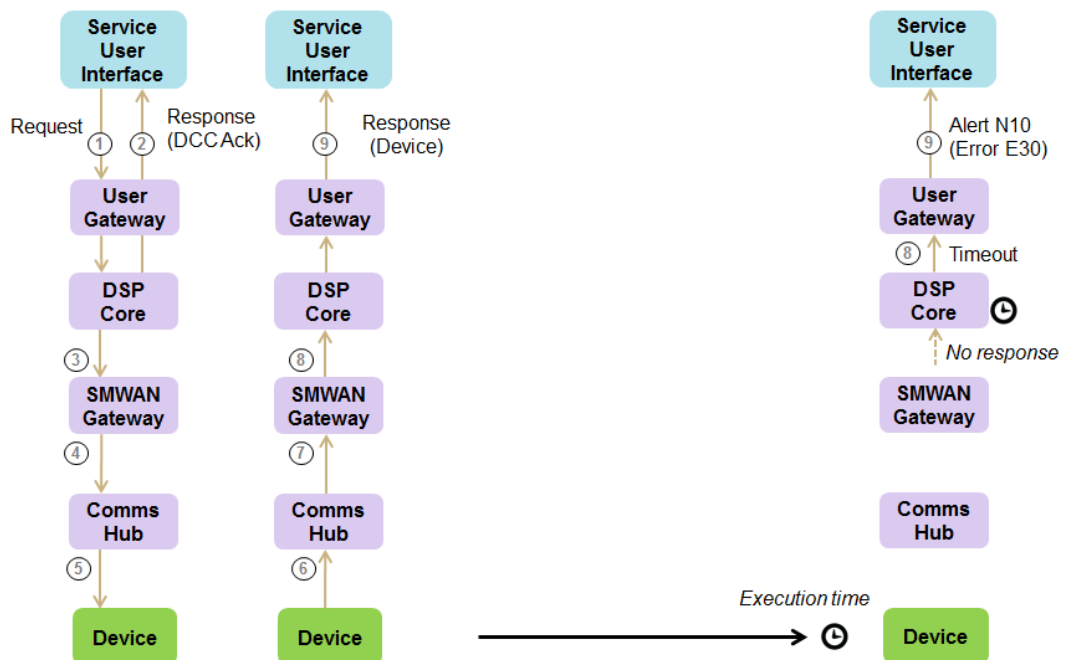 Service
User
Interface
Request
1
2
Response
(DCC Ack)
User
Gateway
DSP
Core
3
SMWAN
Gateway
4
Comms
Hub
5
Device
Service
User
Interface
9
Response
(Device)
User
Gateway
DSP
Core
8
SMWAN
Gateway
7
Comms
Hub
6
Device
Execution time
Service
User
Interface
9
Alert N10
(Error E30)
User
Gateway
8
Timeout
DSP
Core
No response
SMWAN
Gateway
Comms
Hub
Device